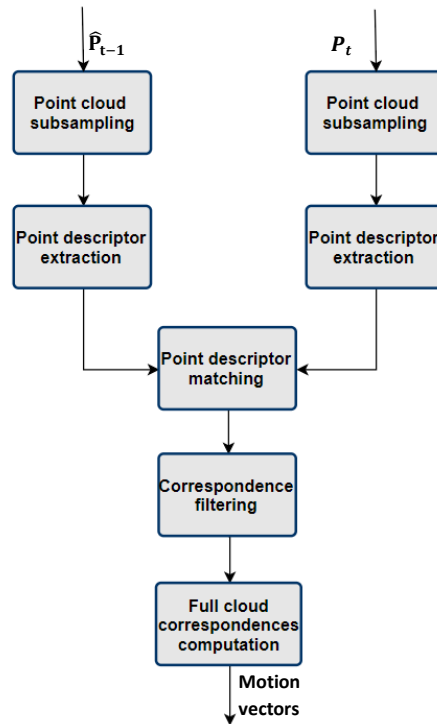 P̂t-1
Pt
Point cloud
subsampling
Point cloud
subsampling
Point descriptor
extraction
Point descriptor
extraction
Point descriptor
matching
Correspondence
filtering
Full cloud
correspondences
computation
Motion
vectors